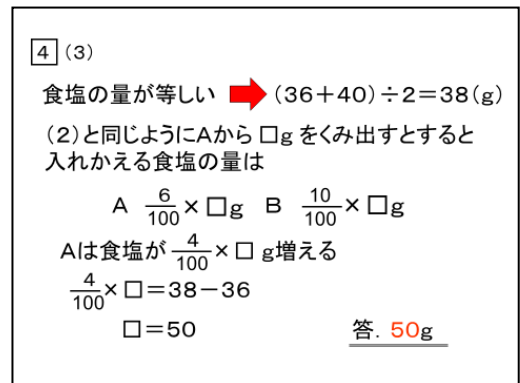 4 (3)
食塩の量が等しい ➡ (36+40)÷2=38(g)
(2)と同じようにAから □g をくみ出すとすると
入れかえる食塩の量は
A 6/100 × □g B 10/100 × □g
Aは食塩が 4/100 × □ g増える
4/100 × □=38-36
□=50 答. 50g